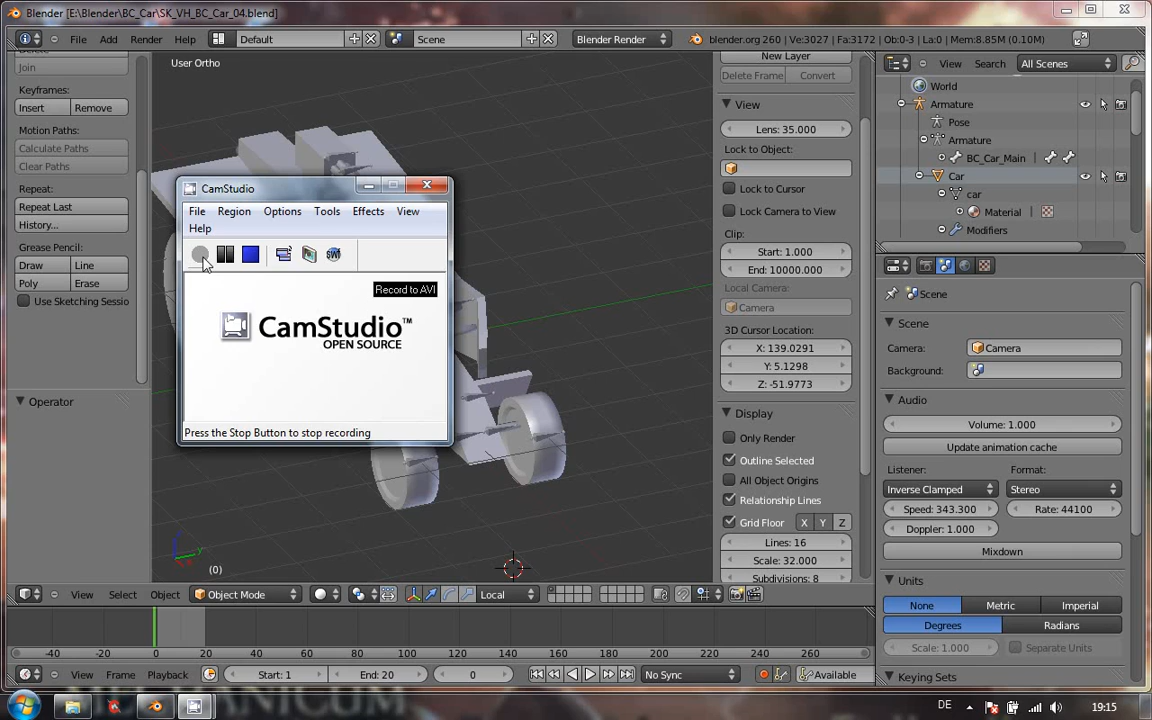 Blender [E:\Blender\BC_Car\SK_VH_BC_Car_04.blend]
File Add Render Help Default Scene Blender Render blender.org 260 | Ve:3027 | Fa:3172 | Ob:0-3 | La:0 | Mem:8.85M (0.10M)
Join
Keyframes:
Insert Remove
Motion Paths:
Calculate Paths
Clear Paths
Repeat:
Repeat Last
History...
Grease Pencil:
Draw Line
Poly Erase
Use Sketching Sessio
Operator
User Ortho
CamStudio
File Region Options Tools Effects View
Help
SWF
Record to AVI
CamStudio™
OPEN SOURCE
Press the Stop Button to stop recording
(0)
New Layer
Delete Frame Convert
View
Lens: 35.000
Lock to Object:
Lock to Cursor
Lock Camera to View
Clip:
Start: 1.000
End: 10000.000
Local Camera:
Camera
3D Cursor Location:
X: 139.0291
Y: 5.1298
Z: -51.9773
Display
Only Render
Outline Selected
All Object Origins
Relationship Lines
Grid Floor X Y Z
Lines: 16
Scale: 32.000
Subdivisions: 8
View Search All Scenes
World
Armature
Pose
Armature
BC_Car_Main
Car
car
Material
Modifiers
Scene
Scene
Camera: Camera
Background:
Audio
Volume: 1.000
Update animation cache
Listener: Format:
Inverse Clamped Stereo
Speed: 343.300 Rate: 44100
Doppler: 1.000
Mixdown
Units
None Metric Imperial
Degrees Radians
Scale: 1.000 Separate Units
Keying Sets
View Select Object Object Mode Local
-40 -20 0 20 40 60 80 100 120 140 160 180 200 220 240 260
View Frame Playback Start: 1 End: 20 0 No Sync Available
DE 19:15